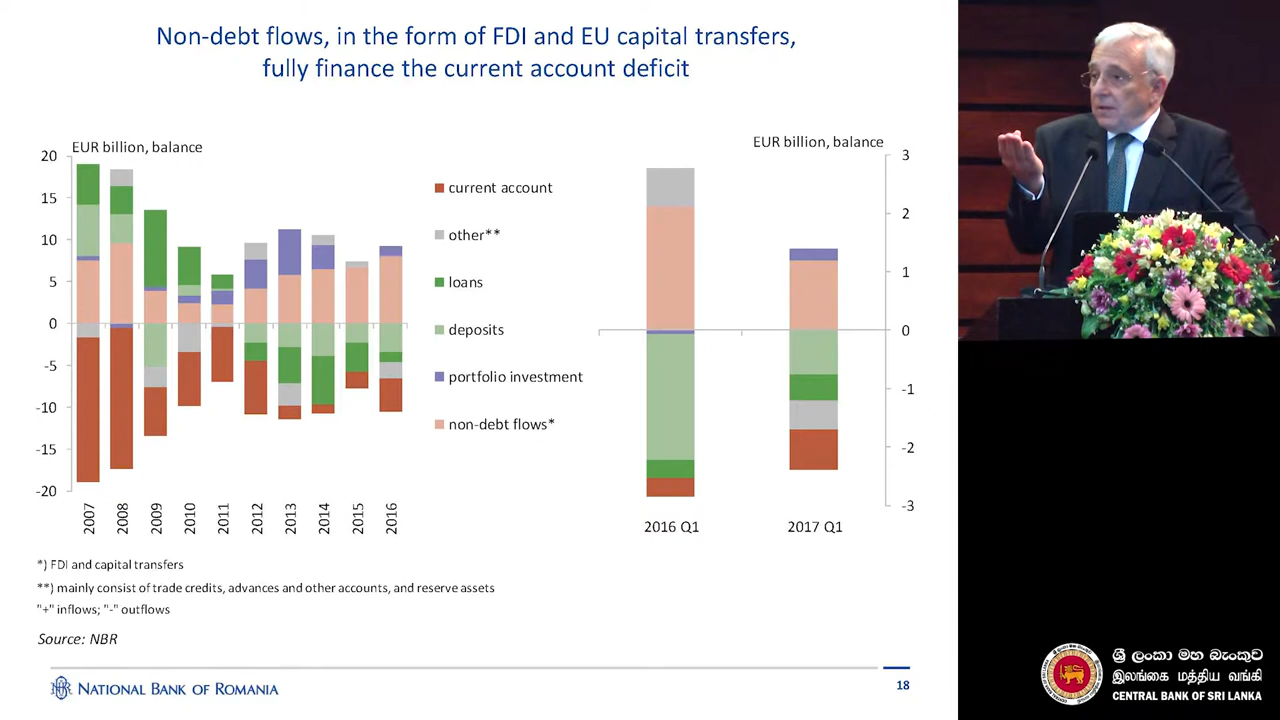 Non-debt flows, in the form of FDI and EU capital transfers,
fully finance the current account deficit
EUR billion, balance
20
15
10
5
0
-5
-10
-15
-20
2007
2008
2009
2010
2011
2012
2013
2014
2015
2016
current account
other**
loans
deposits
portfolio investment
non-debt flows*
EUR billion, balance
3
2
1
0
-1
-2
-3
2016 Q1
2017 Q1
*) FDI and capital transfers
**) mainly consist of trade credits, advances and other accounts, and reserve assets
"+" inflows; "-" outflows
Source: NBR
NATIONAL BANK OF ROMANIA
18
ශ්‍රී ලංකා මහ බැංකුව
இலங்கை மத்திய வங்கி
CENTRAL BANK OF SRI LANKA